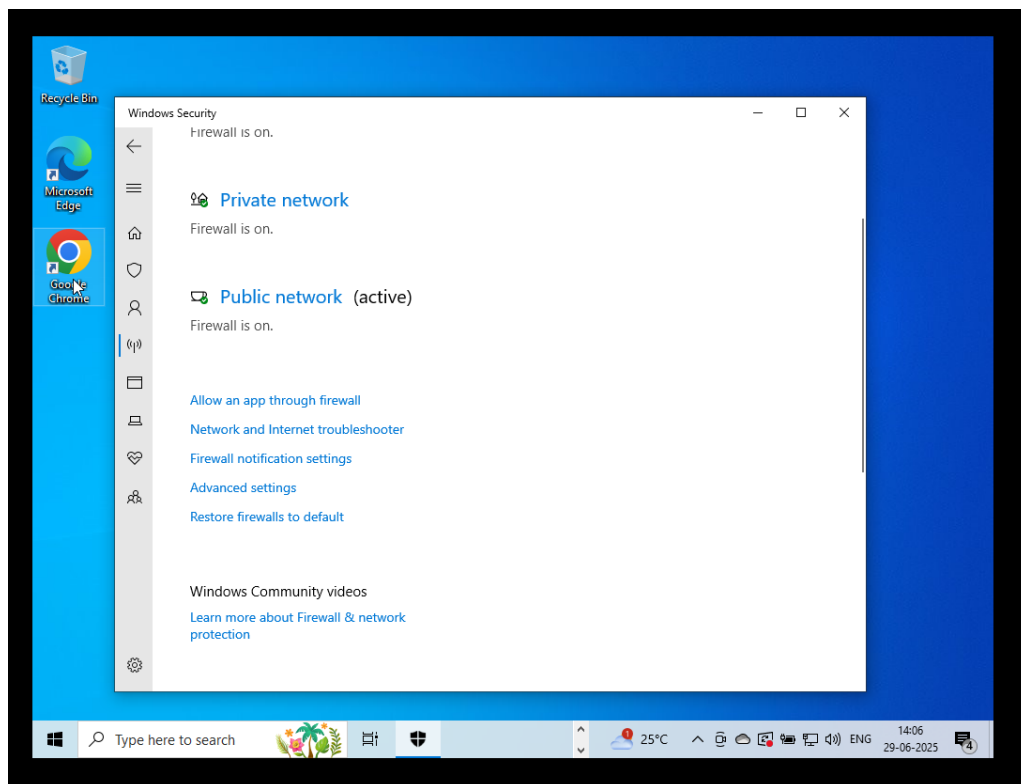 Recycle Bin
Microsoft
Edge
Google
Chrome
Windows Security
Firewall is on.
Private network
Firewall is on.
Public network (active)
Firewall is on.
Allow an app through firewall
Network and Internet troubleshooter
Firewall notification settings
Advanced settings
Restore firewalls to default
Windows Community videos
Learn more about Firewall & network
protection
Type here to search
1
25°C
ENG
14:06
29-06-2025
4